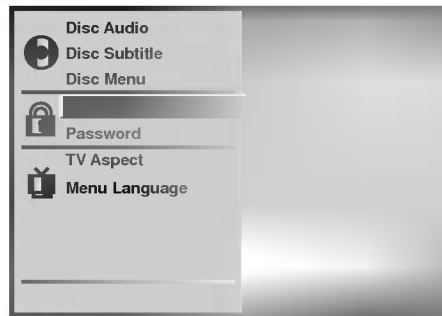 Disc Audio
Disc Subtitle
Disc Menu
Password
TV Aspect
Menu Language